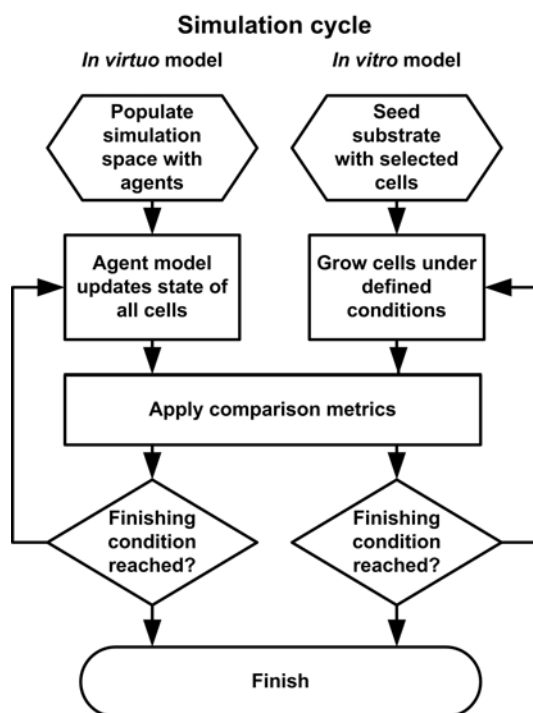 Simulation cycle
In virtuo model
In vitro model
Populate
simulation
space with
agents
Seed
substrate
with selected
cells
Agent model
updates state of
all cells
Grow cells under
defined
conditions
Apply comparison metrics
Finishing
condition
reached?
Finishing
condition
reached?
Finish